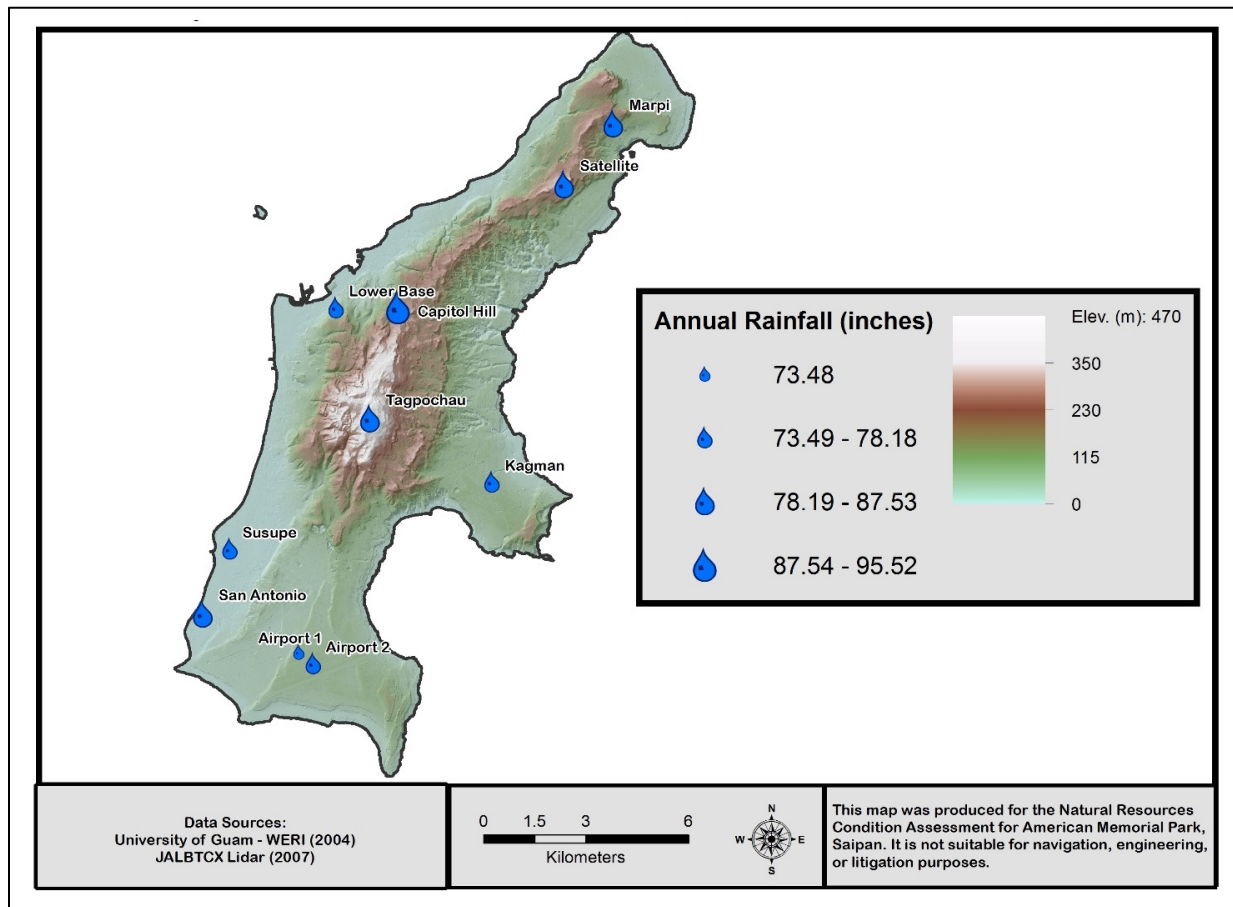 Marpi
Satellite
Lower Base
Capitol Hill
Tagpochau
Kagman
Susupe
San Antonio
Airport 1
Airport 2
Annual Rainfall (inches)
73.48
73.49 - 78.18
78.19 - 87.53
87.54 - 95.52
Elev. (m): 470
350
230
115
0
Data Sources:
University of Guam - WERI (2004)
JALBTCX Lidar (2007)
0 1.5 3 6
Kilometers
N
W E
S
This map was produced for the Natural Resources
Condition Assessment for American Memorial Park,
Saipan. It is not suitable for navigation, engineering,
or litigation purposes.